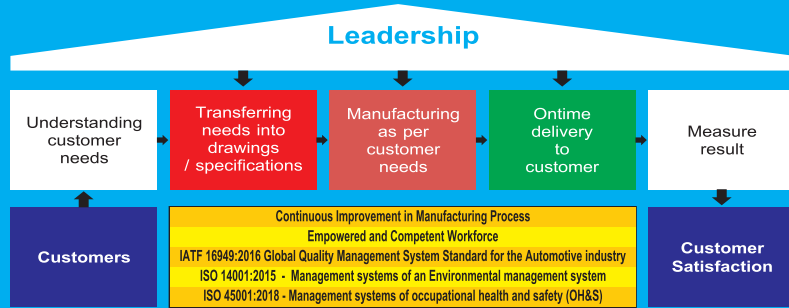 Leadership
Understanding
customer
needs
Transferring
needs into
drawings
/ specifications
Manufacturing
as per
customer
needs
Ontime
delivery
to
customer
Measure
result
Customers
Continuous Improvement in Manufacturing Process
Empowered and Competent Workforce
IATF 16949:2016 Global Quality Management System Standard for the Automotive industry
ISO 14001:2015 - Management systems of an Environmental management system
ISO 45001:2018 - Management systems of occupational health and safety (OH&S)
Customer
Satisfaction